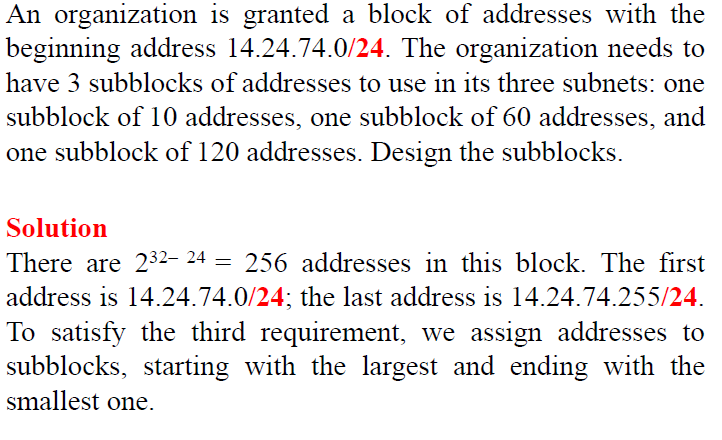 An organization is granted a block of addresses with the
beginning address 14.24.74.0/24. The organization needs to
have 3 subblocks of addresses to use in its three subnets: one
subblock of 10 addresses, one subblock of 60 addresses, and
one subblock of 120 addresses. Design the subblocks.
Solution
There are 2³²⁻ ²⁴ = 256 addresses in this block. The first
address is 14.24.74.0/24; the last address is 14.24.74.255/24.
To satisfy the third requirement, we assign addresses to
subblocks, starting with the largest and ending with the
smallest one.